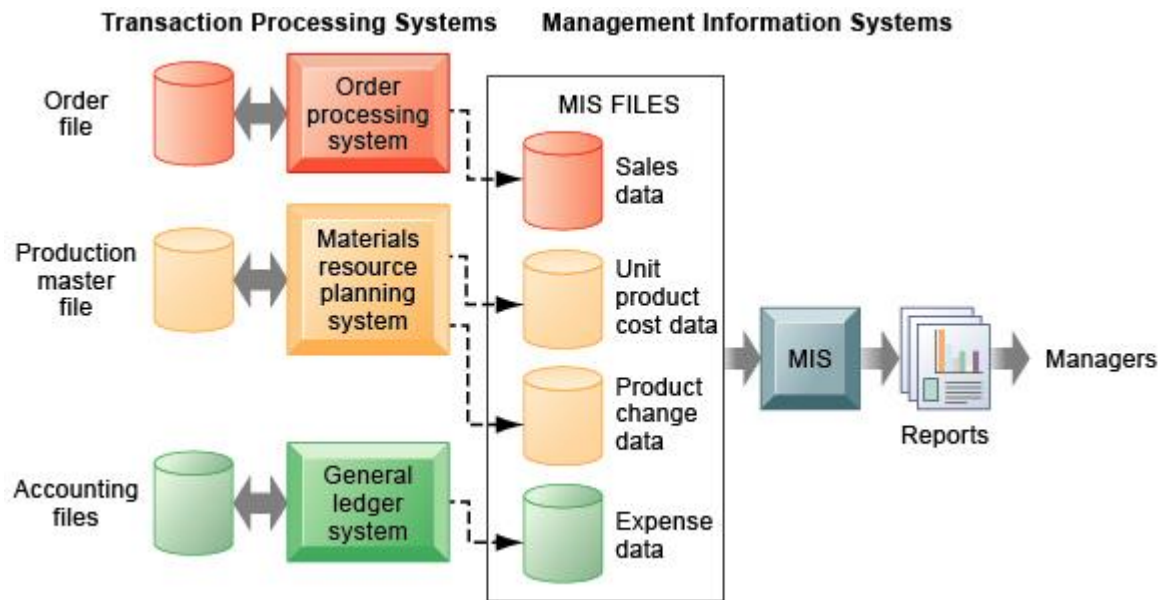 Transaction Processing Systems
Management Information Systems
Order
file
Order
processing
system
MIS FILES
Sales
data
Production
master
file
Materials
resource
planning
system
Unit
product
cost data
Product
change
data
MIS
Reports
Managers
Accounting
files
General
ledger
system
Expense
data